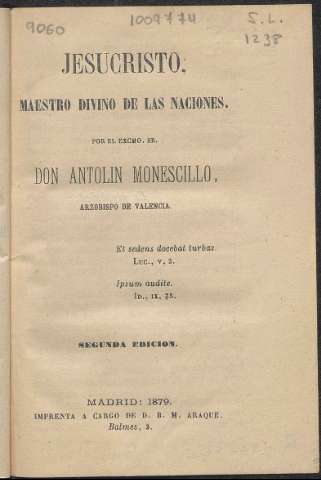 9060
1009774
S.L.
1238
JESUCRISTO,
MAESTRO DIVINO DE LAS NACIONES.
POR EL EXCMO. SR.
DON ANTOLIN MONESCILLO,
ARZOBISPO DE VALENCIA.
Et sedens docebat turbas.
LUC., V, 3.
Ipsum audite.
ID., IX, 35.
SEGUNDA EDICION.
MADRID: 1879.
IMPRENTA A CARGO DE D. R. M. ARAQUE.
Balmes, 3.